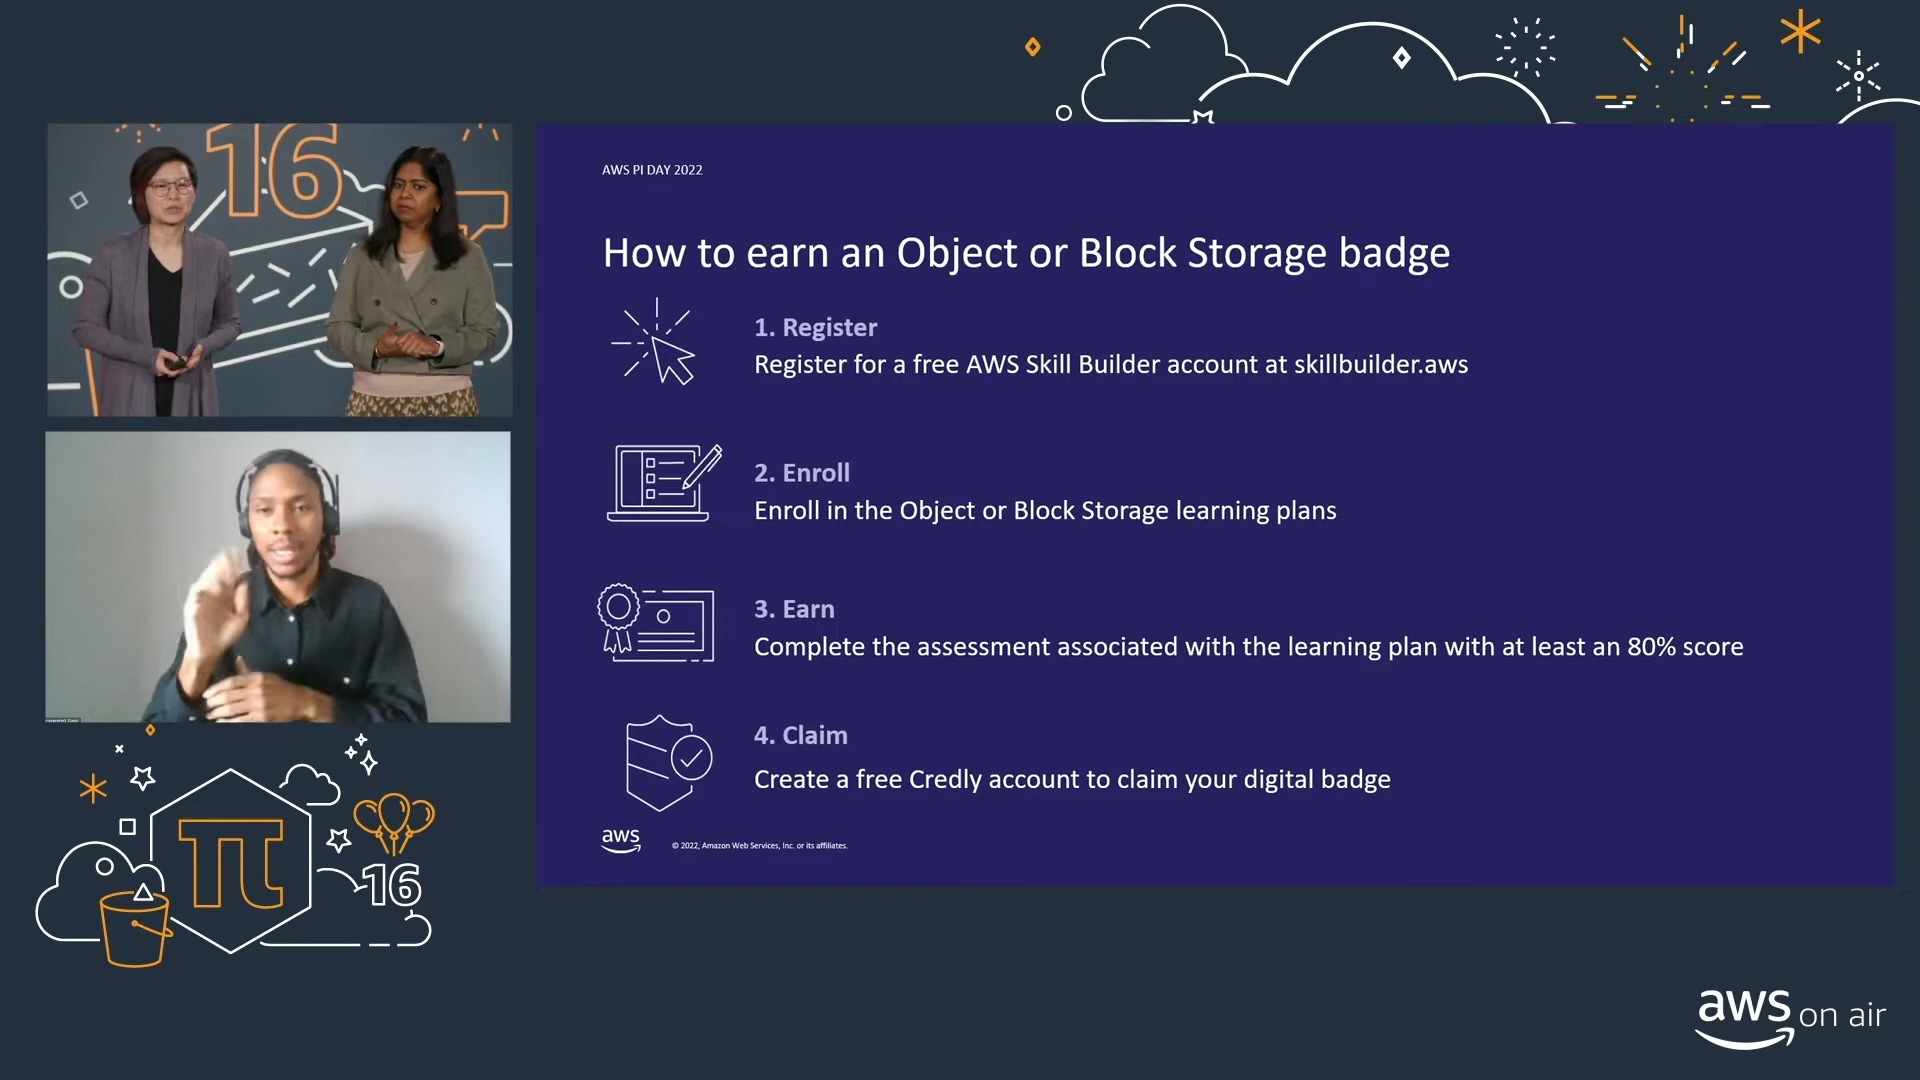 16
AWS PI DAY 2022
How to earn an Object or Block Storage badge
1. Register
Register for a free AWS Skill Builder account at skillbuilder.aws
2. Enroll
Enroll in the Object or Block Storage learning plans
3. Earn
Complete the assessment associated with the learning plan with at least an 80% score
4. Claim
Create a free Credly account to claim your digital badge
aws
© 2022, Amazon Web Services, Inc. or its affiliates.
π
16
aws on air